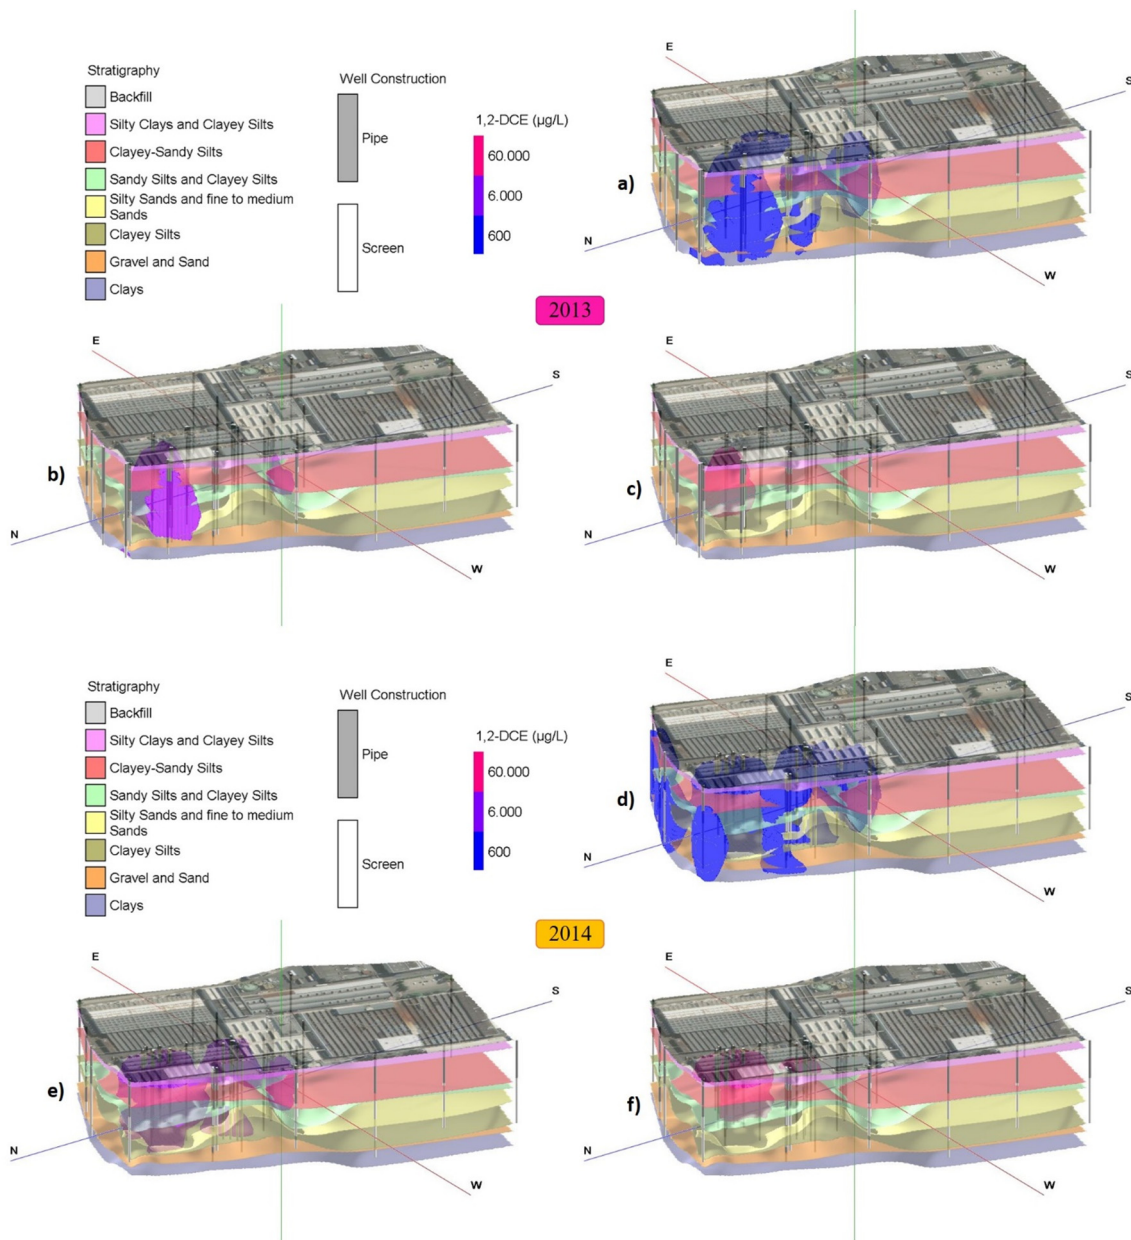 Stratigraphy
Backfill
Silty Clays and Clayey Silts
Clayey-Sandy Silts
Sandy Silts and Clayey Silts
Silty Sands and fine to medium
Sands
Clayey Silts
Gravel and Sand
Clays
Well Construction
Pipe
Screen
1,2-DCE (µg/L)
60.000
6.000
600
a)
E
S
N
W
2013
b)
E
S
N
W
c)
E
S
N
W
Stratigraphy
Backfill
Silty Clays and Clayey Silts
Clayey-Sandy Silts
Sandy Silts and Clayey Silts
Silty Sands and fine to medium
Sands
Clayey Silts
Gravel and Sand
Clays
Well Construction
Pipe
Screen
1,2-DCE (µg/L)
60.000
6.000
600
d)
E
S
N
W
2014
e)
E
S
N
W
f)
E
S
N
W